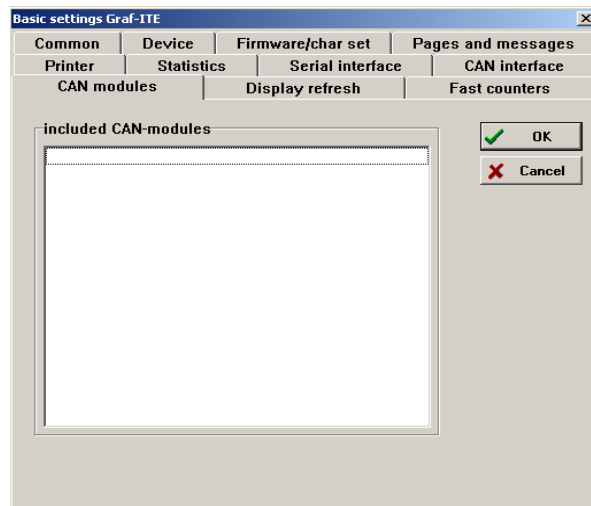 Basic settings Graf-ITE
Common Device Firmware/char set Pages and messages
Printer Statistics Serial interface CAN interface
CAN modules Display refresh Fast counters
included CAN-modules
OK
Cancel